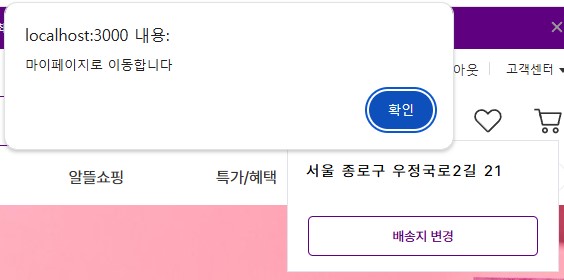 localhost:3000 내용:
마이페이지로 이동합니다
확인
아웃
고객센터
알뜰쇼핑
특가/혜택
서울 종로구 우정국로2길 21
배송지 변경